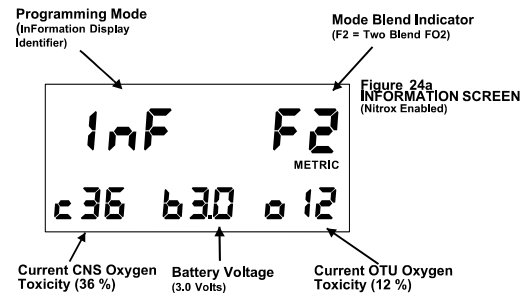 Programming Mode
(InFormation Display
Identifier)
Mode Blend Indicator
(F2 = Two Blend FO2)
Figure 24a
INFORMATION SCREEN
(Nitrox Enabled)
InF F2
METRIC
c36 b3.0 o12
Current CNS Oxygen
Toxicity (36 %)
Battery Voltage
(3.0 Volts)
Current OTU Oxygen
Toxicity (12 %)